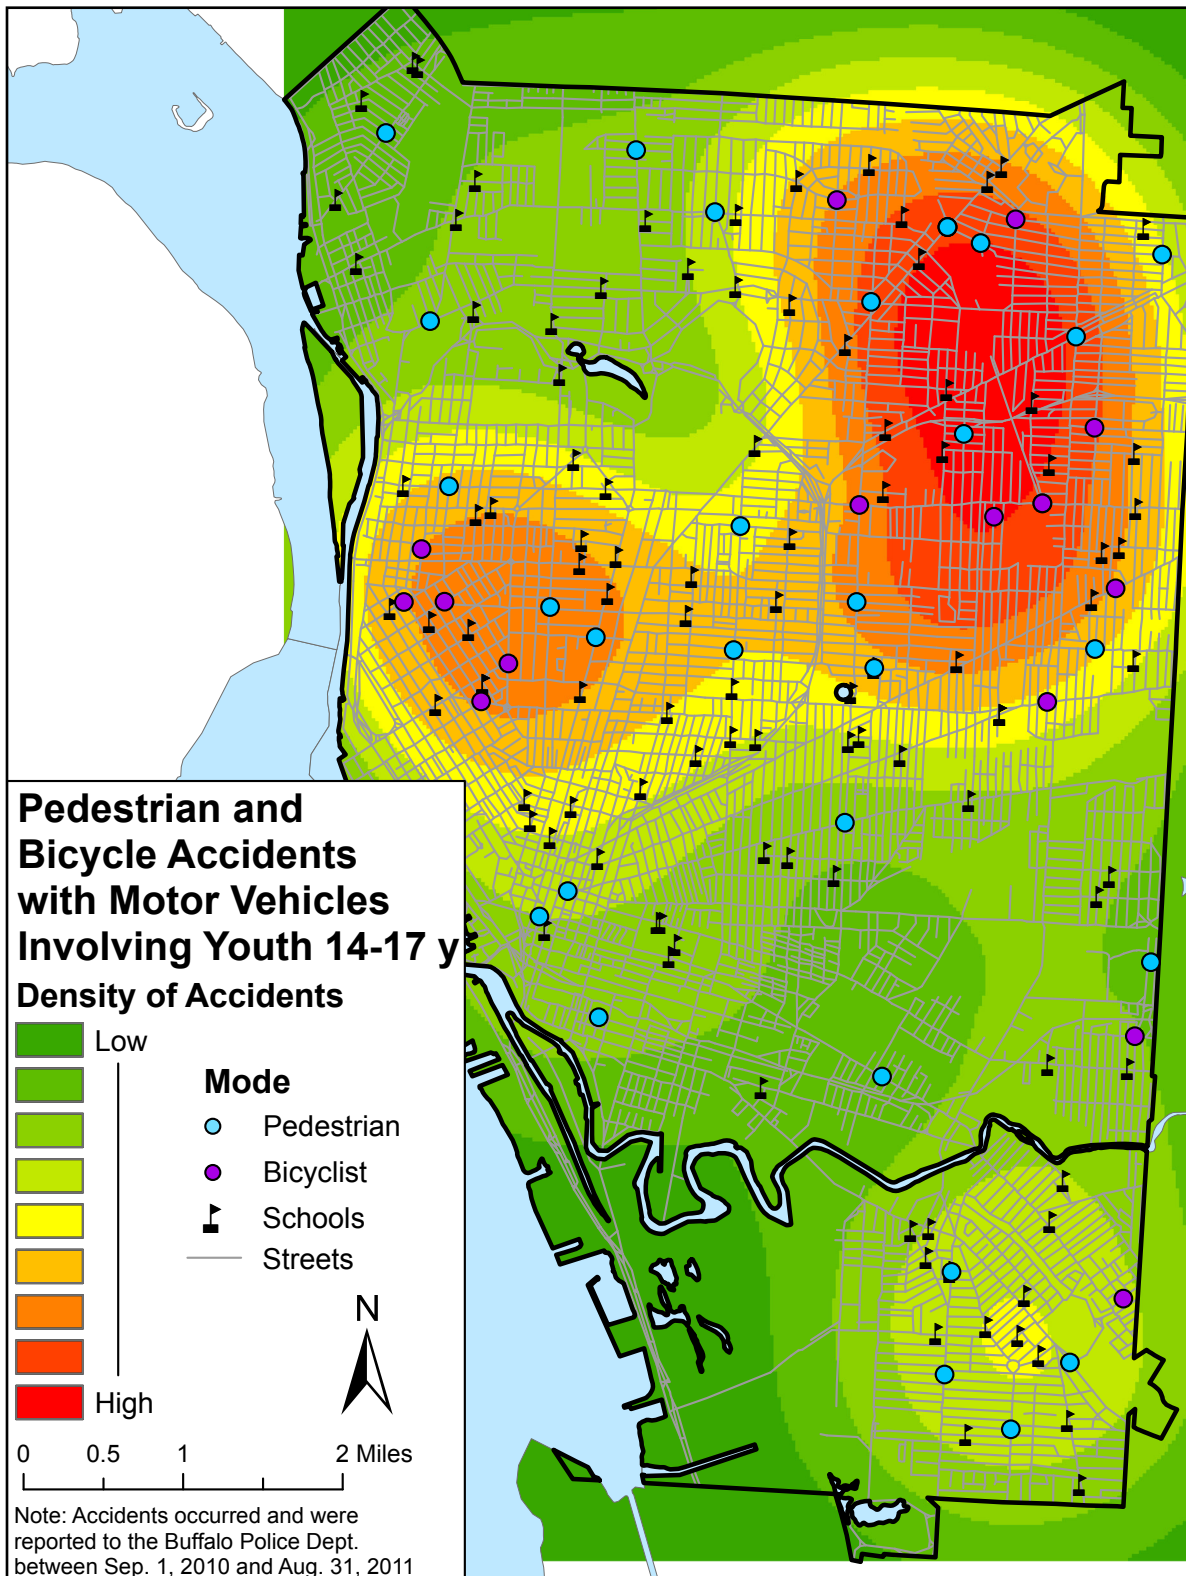 Pedestrian and
Bicycle Accidents
with Motor Vehicles
Involving Youth 14-17 y
Density of Accidents
Low
High
Mode
Pedestrian
Bicyclist
Schools
Streets
N
0 0.5 1 2 Miles
Note: Accidents occurred and were
reported to the Buffalo Police Dept.
between Sep. 1, 2010 and Aug. 31, 2011